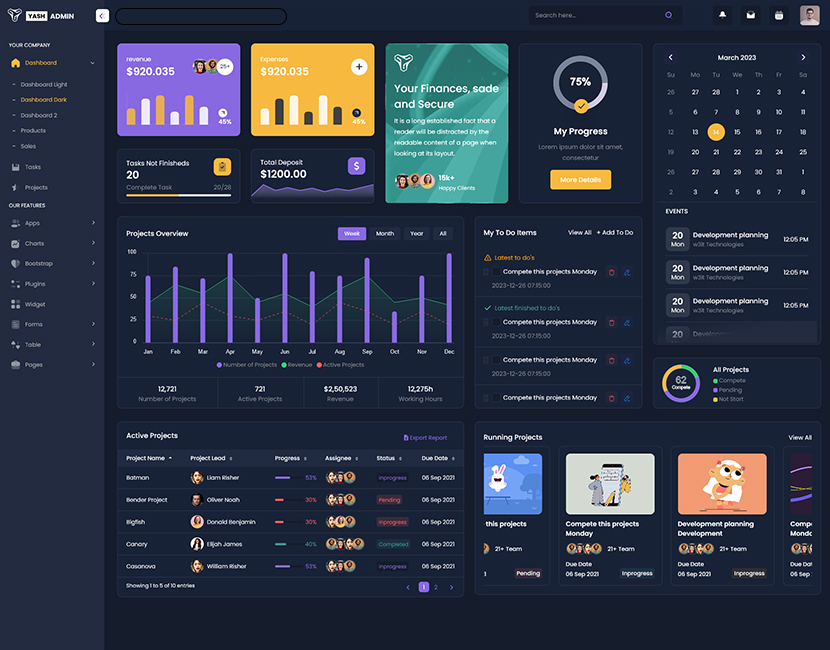 YASH ADMIN
Search here...
YOUR COMPANY
Dashboard
Dashboard Light
Dashboard Dark
Dashboard 2
Products
Sales
Tasks
Projects
OUR FEATURES
Apps
Charts
Bootstrap
Plugins
Widget
Forms
Table
Pages
revenue
$920.035
25+
45%
Expenses
$920.035
45%
Tasks Not Finisheds
20
Complete Task 20/28
Total Deposit
$1200.00
$
Your Finances, sade
and Secure
It is a long established fact that a
reader will be distracted by the
readable content of a page when
looking at its layout.
15k+
Happy Clients
75%
My Progress
Lorem ipsum dolor sit amet,
consectetur
More Details
March 2023
Su Mo Tu We Th Fr Sa
26 27 28 1 2 3 4
5 6 7 8 9 10 11
12 13 14 15 16 17 18
19 20 21 22 23 24 25
26 27 28 29 30 31 1
2 3 4 5 6 7 8
EVENTS
20 Mon
Development planning
w3it Technologies
12:05 PM
20 Mon
Development planning
w3it Technologies
12:05 PM
20 Mon
Development planning
w3it Technologies
12:05 PM
20
Development planning
Projects Overview
Week Month Year All
100
75
50
25
0
Jan Feb Mar Apr May Jun Jul Aug Sep Oct Nov Dec
Number of Projects Revenue Active Projects
12,721
Number of Projects
721
Active Projects
$2,50,523
Revenue
12,275h
Working Hours
My To Do Items
View All + Add To Do
Latest to do's
Compete this projects Monday
2023-12-26 07:15:00
Latest finished to do's
Compete this projects Monday
2023-12-26 07:15:00
Compete this projects Monday
2023-12-26 07:15:00
Compete this projects Monday
62
Compete
All Projects
Compete
Pending
Not Start
Active Projects
Export Report
Project Name Project Lead Progress Assignee Status Due Date
Batman Liam Risher 53% Inprogress 06 Sep 2021
Bender Project Oliver Noah 30% Pending 06 Sep 2021
Bigfish Donald Benjamin 30% Inprogress 06 Sep 2021
Canary Elijah James 40% Completed 06 Sep 2021
Casanova William Risher 53% Inprogress 06 Sep 2021
Showing 1 to 5 of 10 entries
1 2
Running Projects
View All
this projects
21+ Team
Pending
Compete this projects
Monday
21+ Team
Due Date
06 Sep 2021
Inprogress
Development planning
Development
21+ Team
Due Date
06 Sep 2021
Inprogress
Comp
Monda
Due Dat
06 Sep